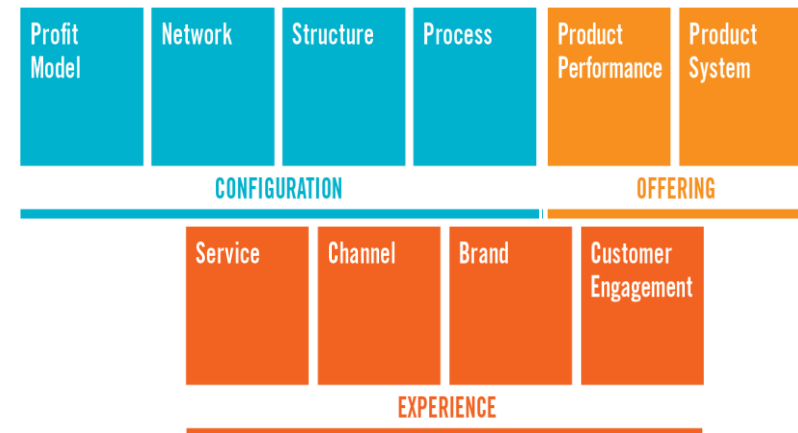 Profit
Model
Network
Structure
Process
Product
Performance
Product
System
CONFIGURATION
OFFERING
Service
Channel
Brand
Customer
Engagement
EXPERIENCE